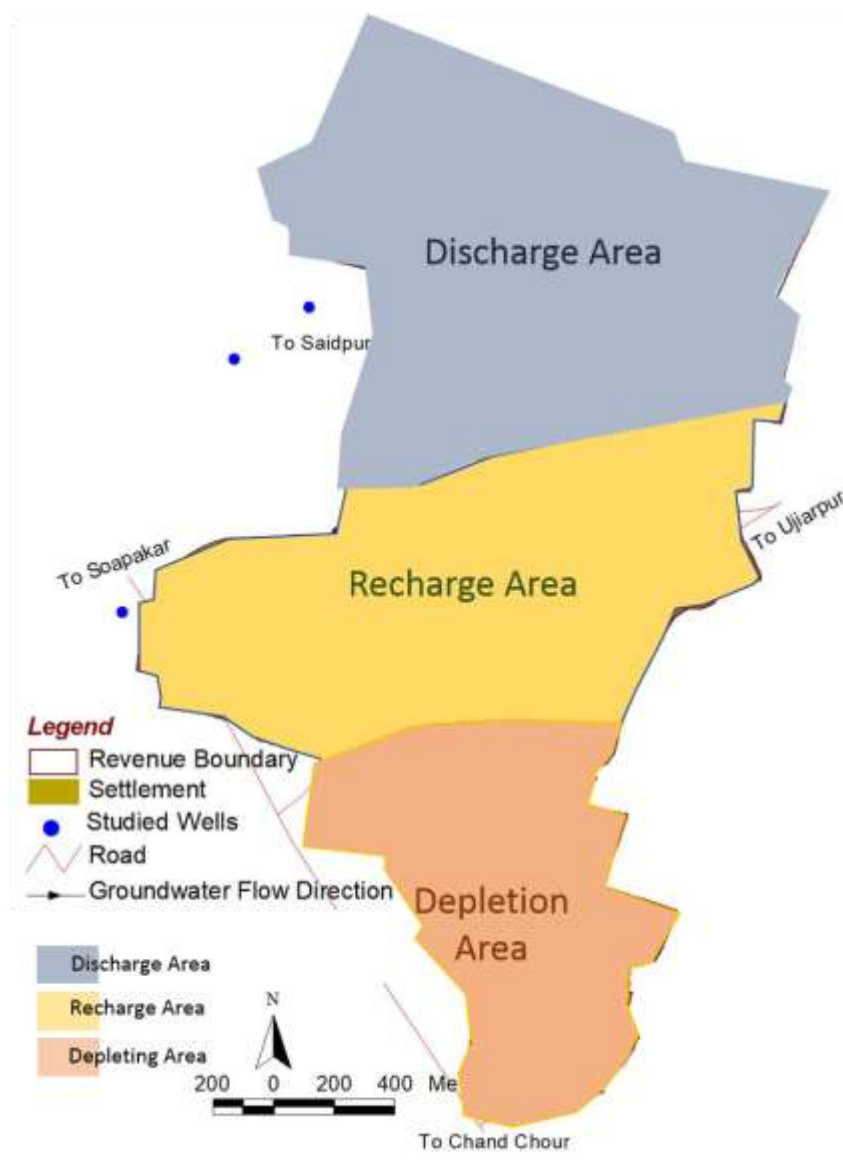 Discharge Area
To Saidpur
To Ujiarpur
To Soapakar
Recharge Area
Legend
Revenue Boundary
Settlement
Studied Wells
Road
Groundwater Flow Direction
Depletion
Area
Discharge Area
Recharge Area
Depleting Area
N
200 0 200 400 Me
To Chand Chour